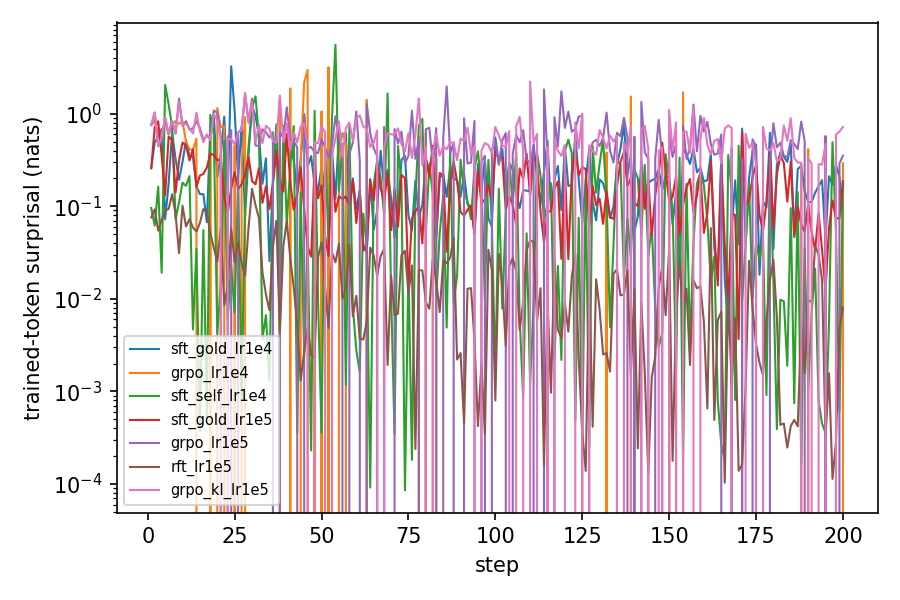 trained-token surprisal (nats)
10^0
10^-1
10^-2
10^-3
10^-4
sft_gold_lr1e4
grpo_lr1e4
sft_self_lr1e4
sft_gold_lr1e5
grpo_lr1e5
rft_lr1e5
grpo_kl_lr1e5
0 25 50 75 100 125 150 175 200
step